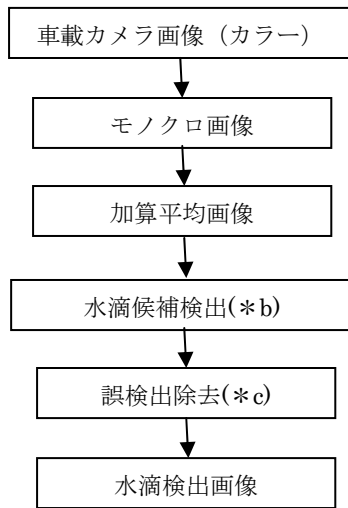 車載カメラ画像（カラー）
モノクロ画像
加算平均画像
水滴候補検出(＊b)
誤検出除去(＊c)
水滴検出画像